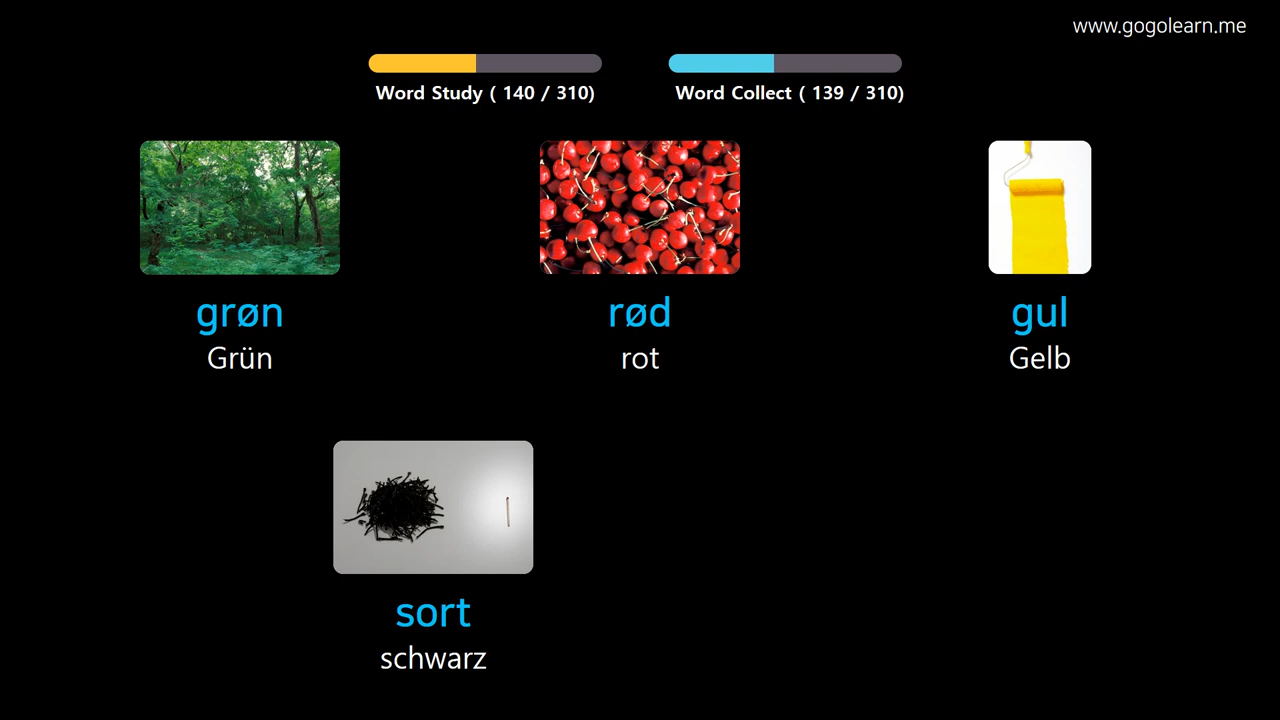 www.gogolearn.me
Word Study ( 140 / 310)
Word Collect ( 139 / 310)
grøn
Grün
rød
rot
gul
Gelb
sort
schwarz